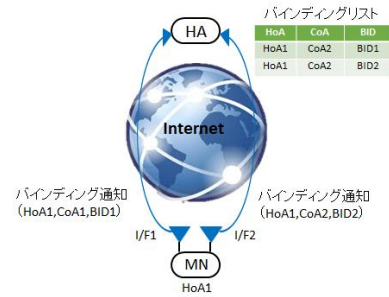 バインディングリスト
HA
HoA CoA BID
HoA1 CoA2 BID1
HoA1 CoA2 BID2
Internet
バインディング通知
(HoA1,CoA1,BID1)
バインディング通知
(HoA1,CoA2,BID2)
I/F1 I/F2
MN
HoA1